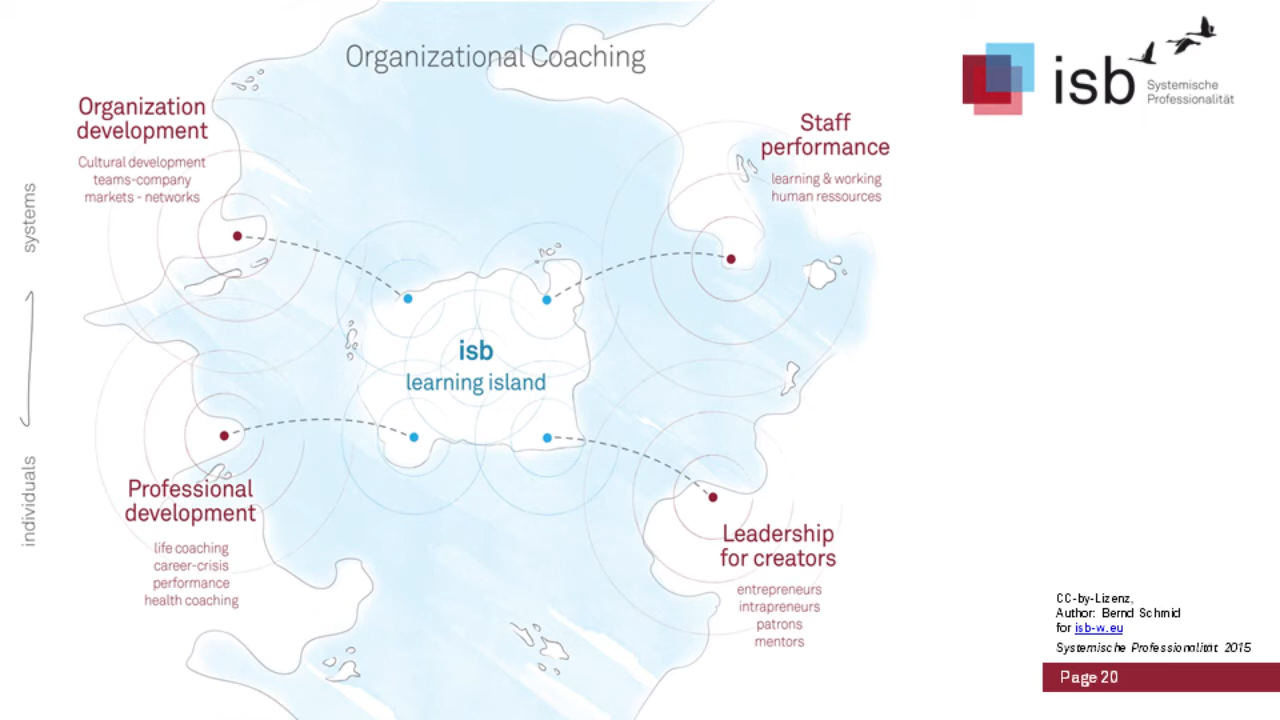 Organizational Coaching
isb
Systemische
Professionalität
Organization
development
Cultural development
teams-company
markets - networks
Staff
performance
learning & working
human ressources
systems
individuals
isb
learning island
Professional
development
life coaching
career-crisis
performance
health coaching
Leadership
for creators
entrepreneurs
intrapreneurs
patrons
mentors
CC-by-Lizenz,
Author: Bernd Schmid
for isb-w.eu
Systemische Professionalität 2015
Page 20